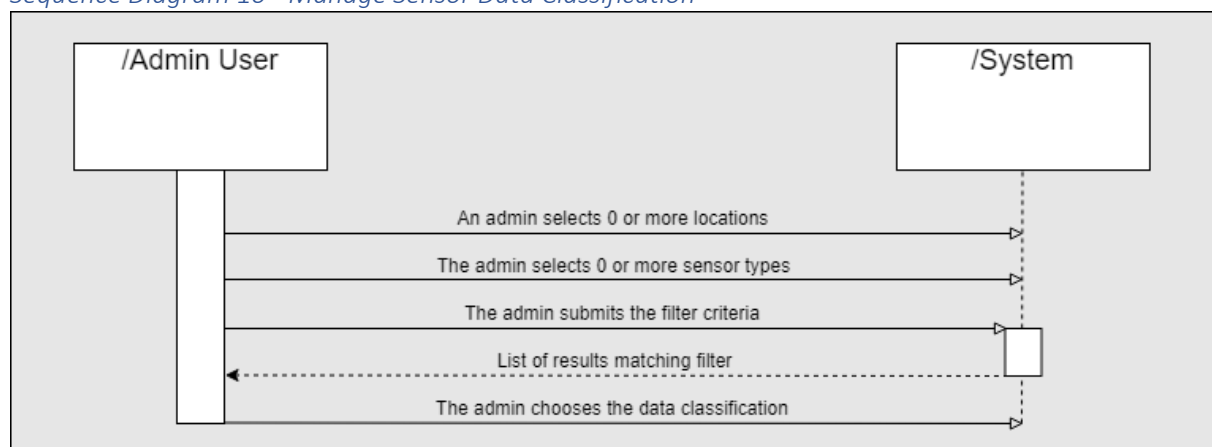 Sequence Diagram 16 - Manage Sensor Data Classification
/Admin User
/System
An admin selects 0 or more locations
The admin selects 0 or more sensor types
The admin submits the filter criteria
List of results matching filter
The admin chooses the data classification